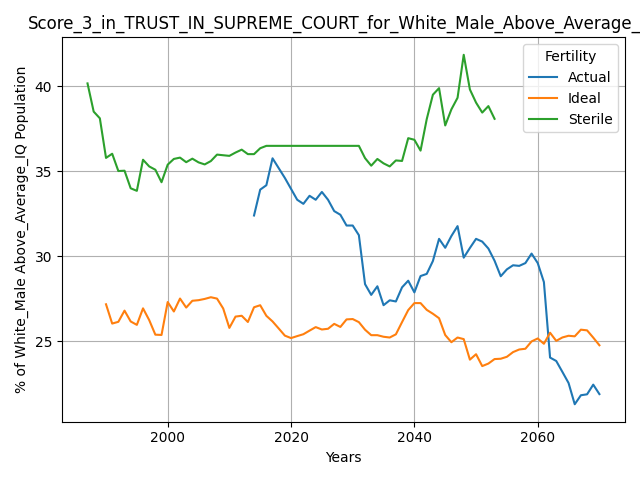 Score_3_in_TRUST_IN_SUPREME_COURT_for_White_Male_Above_Average_
% of White_Male Above_Average_IQ Population
40
35
30
25
Fertility
Actual
Ideal
Sterile
2000
2020
2040
2060
Years